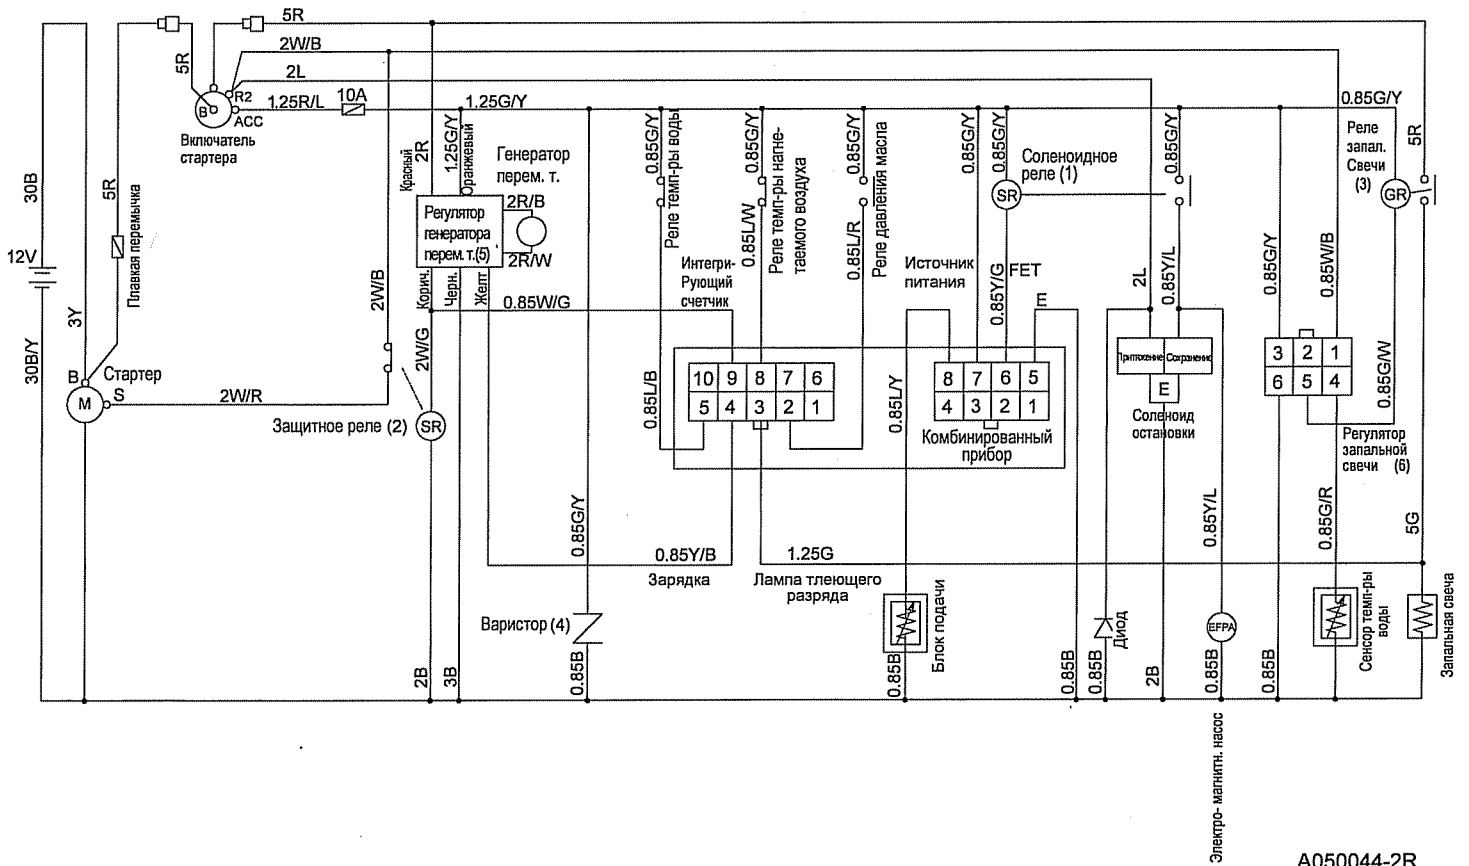 5R
2W/B
2L
5R
R2
B
ACC
1.25R/L
10A
1.25G/Y
0.85G/Y
Включатель
стартера
30B
5R
Плавкая перемычка
12V
30B/Y
3Y
B
Стартер
M
S
2W/R
2W/B
Защитное реле (2)
SR
Красный
2R
1.25G/Y
Оранжевый
Генератор
перем. т.
Регулятор
генератора
перем. т.(5)
2R/B
2R/W
Корич.
Черн.
Желт
0.85W/G
2W/G
0.85G/Y
Реле темп-ры воды
0.85L/B
0.85G/Y
0.85L/W
Реле темп-ры нагне-
таемого воздуха
0.85G/Y
0.85L/R
Реле давления масла
Интегри-
Рующий
счетчик
10 9 8 7 6
5 4 3 2 1
Источник
питания
0.85G/Y
0.85G/Y
SR
Соленоидное
реле (1)
0.85Y/G
FET
E
8 7 6 5
4 3 2 1
Комбинированный
прибор
0.85L/Y
0.85G/Y
2L
0.85Y/L
Притяжение
Сохранение
E
Соленоид
остановки
0.85G/Y
0.85W/B
3 2 1
6 5 4
Реле
запал.
Свечи
(3)
GR
5R
0.85G/W
Регулятор
запальной
свечи (6)
0.85G/Y
0.85Y/B
Зарядка
1.25G
Лампа тлеющего
разряда
0.85Y/L
0.85G/R
5G
Варистор (4)
Блок подачи
Диод
EFPA
Сенсор темп-ры
воды
Запальная свеча
2B
3B
0.85B
0.85B
0.85B
0.85B
2B
0.85B
0.85B
Электро- магнитн. насос
A050044-2R